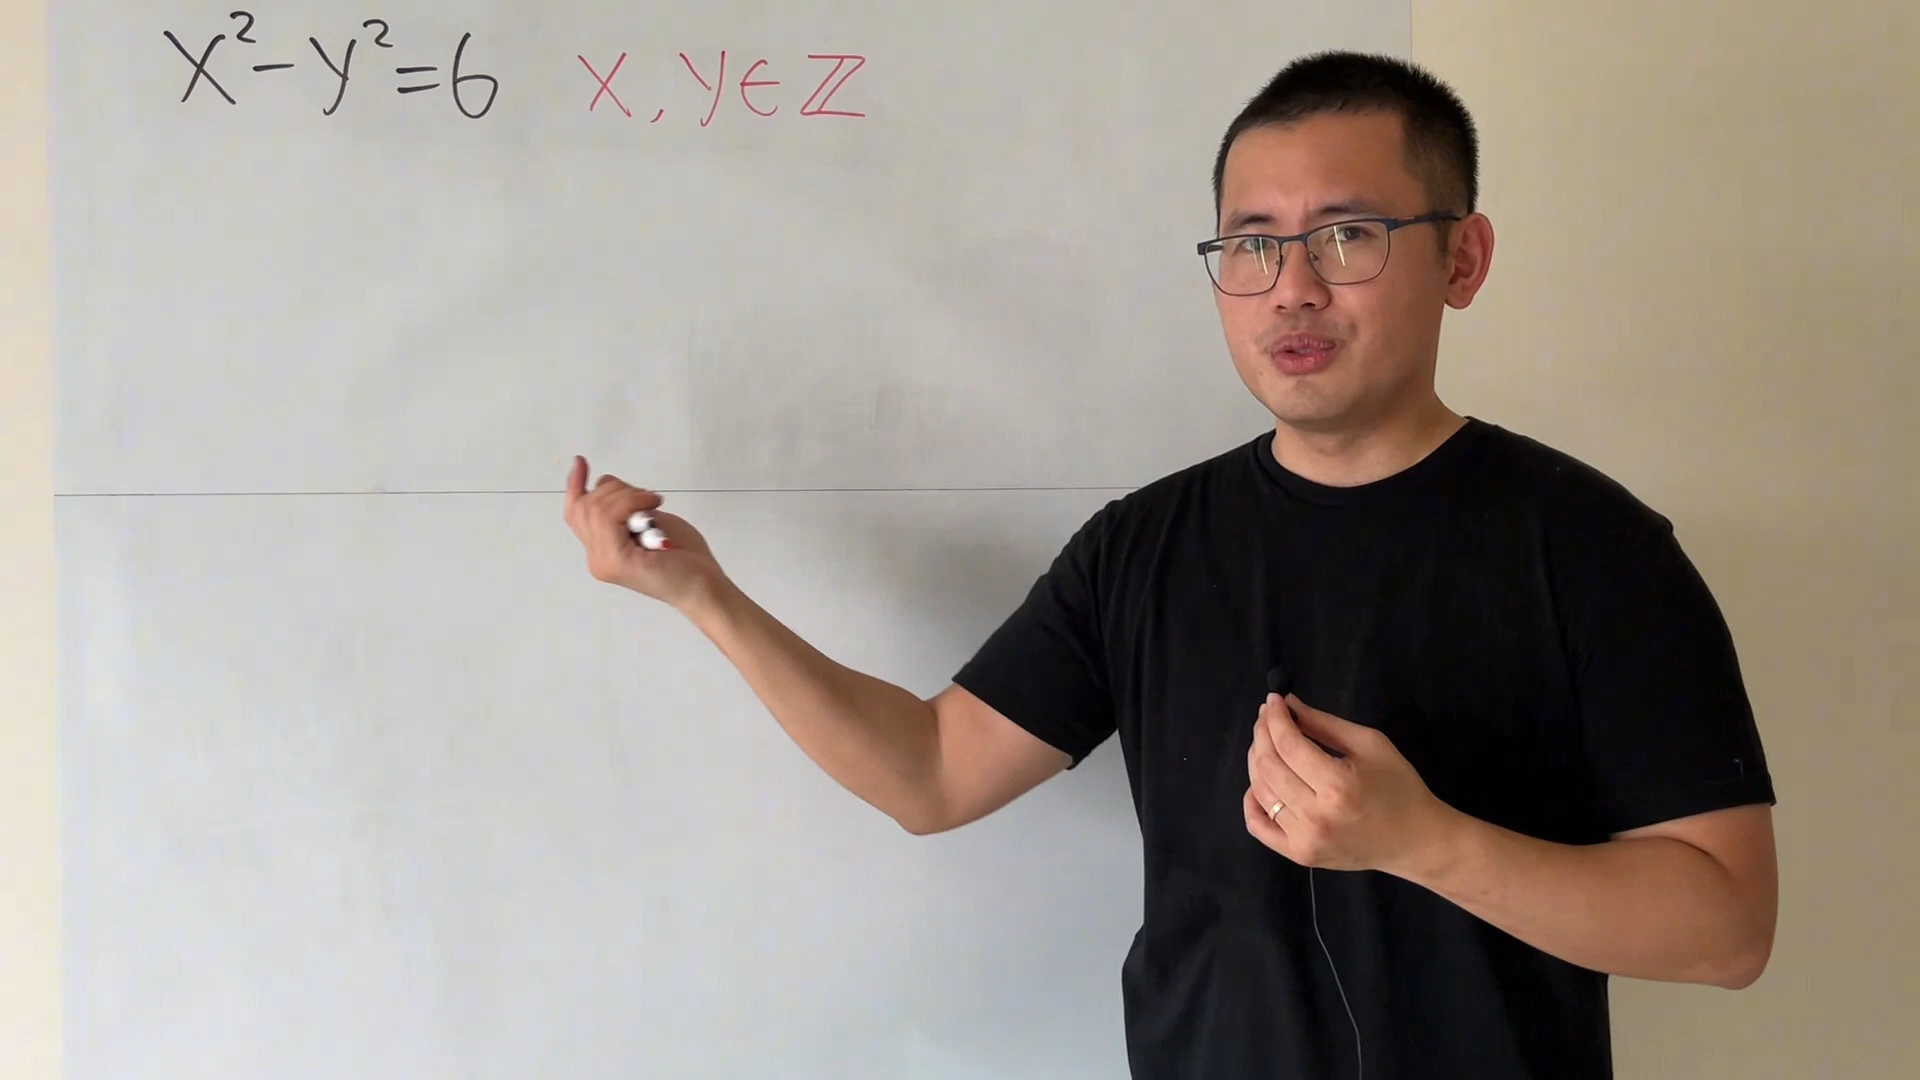 x² - y² = 6 x, y ∈ ℤ